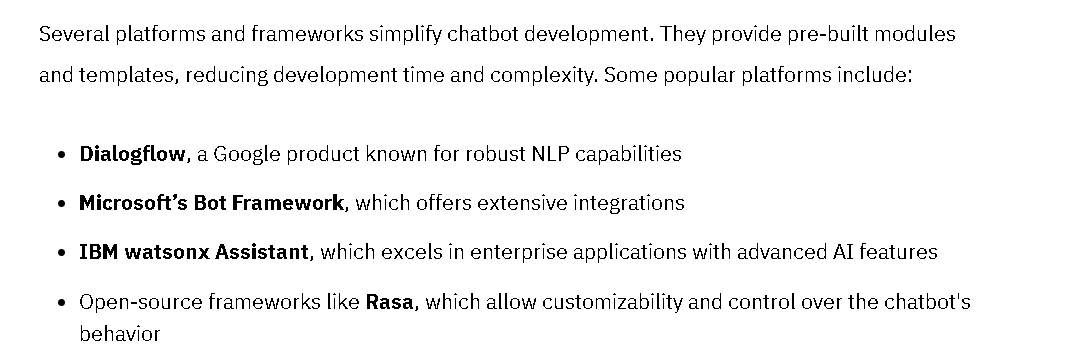 Several platforms and frameworks simplify chatbot development. They provide pre-built modules
and templates, reducing development time and complexity. Some popular platforms include:
• Dialogflow, a Google product known for robust NLP capabilities
• Microsoft’s Bot Framework, which offers extensive integrations
• IBM watsonx Assistant, which excels in enterprise applications with advanced AI features
• Open-source frameworks like Rasa, which allow customizability and control over the chatbot's
behavior